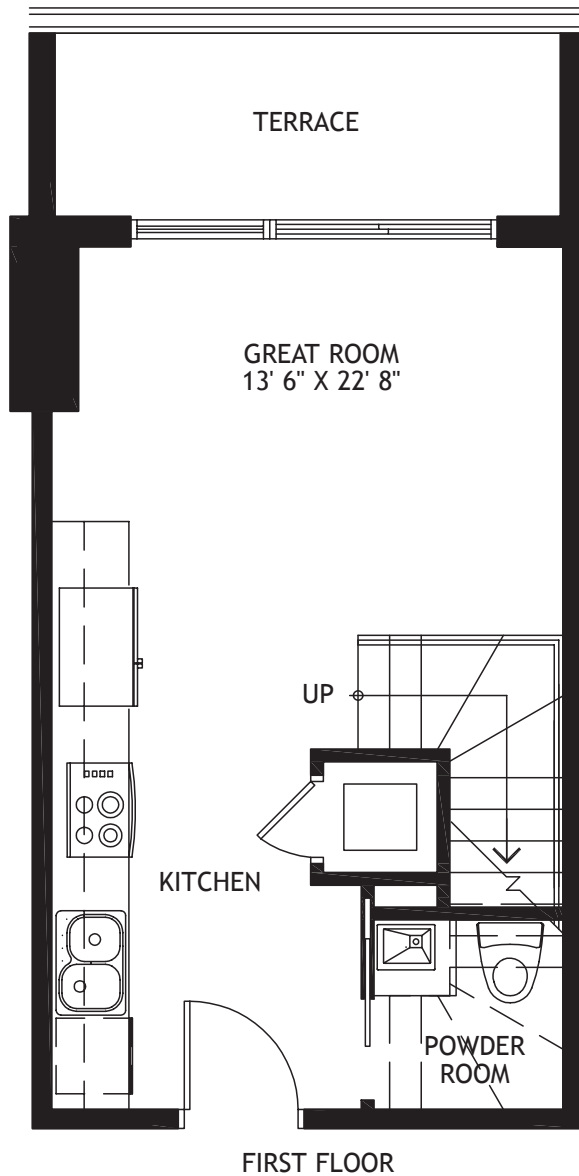 TERRACE
GREAT ROOM
13' 6" X 22' 8"
UP
KITCHEN
POWDER
ROOM
FIRST FLOOR